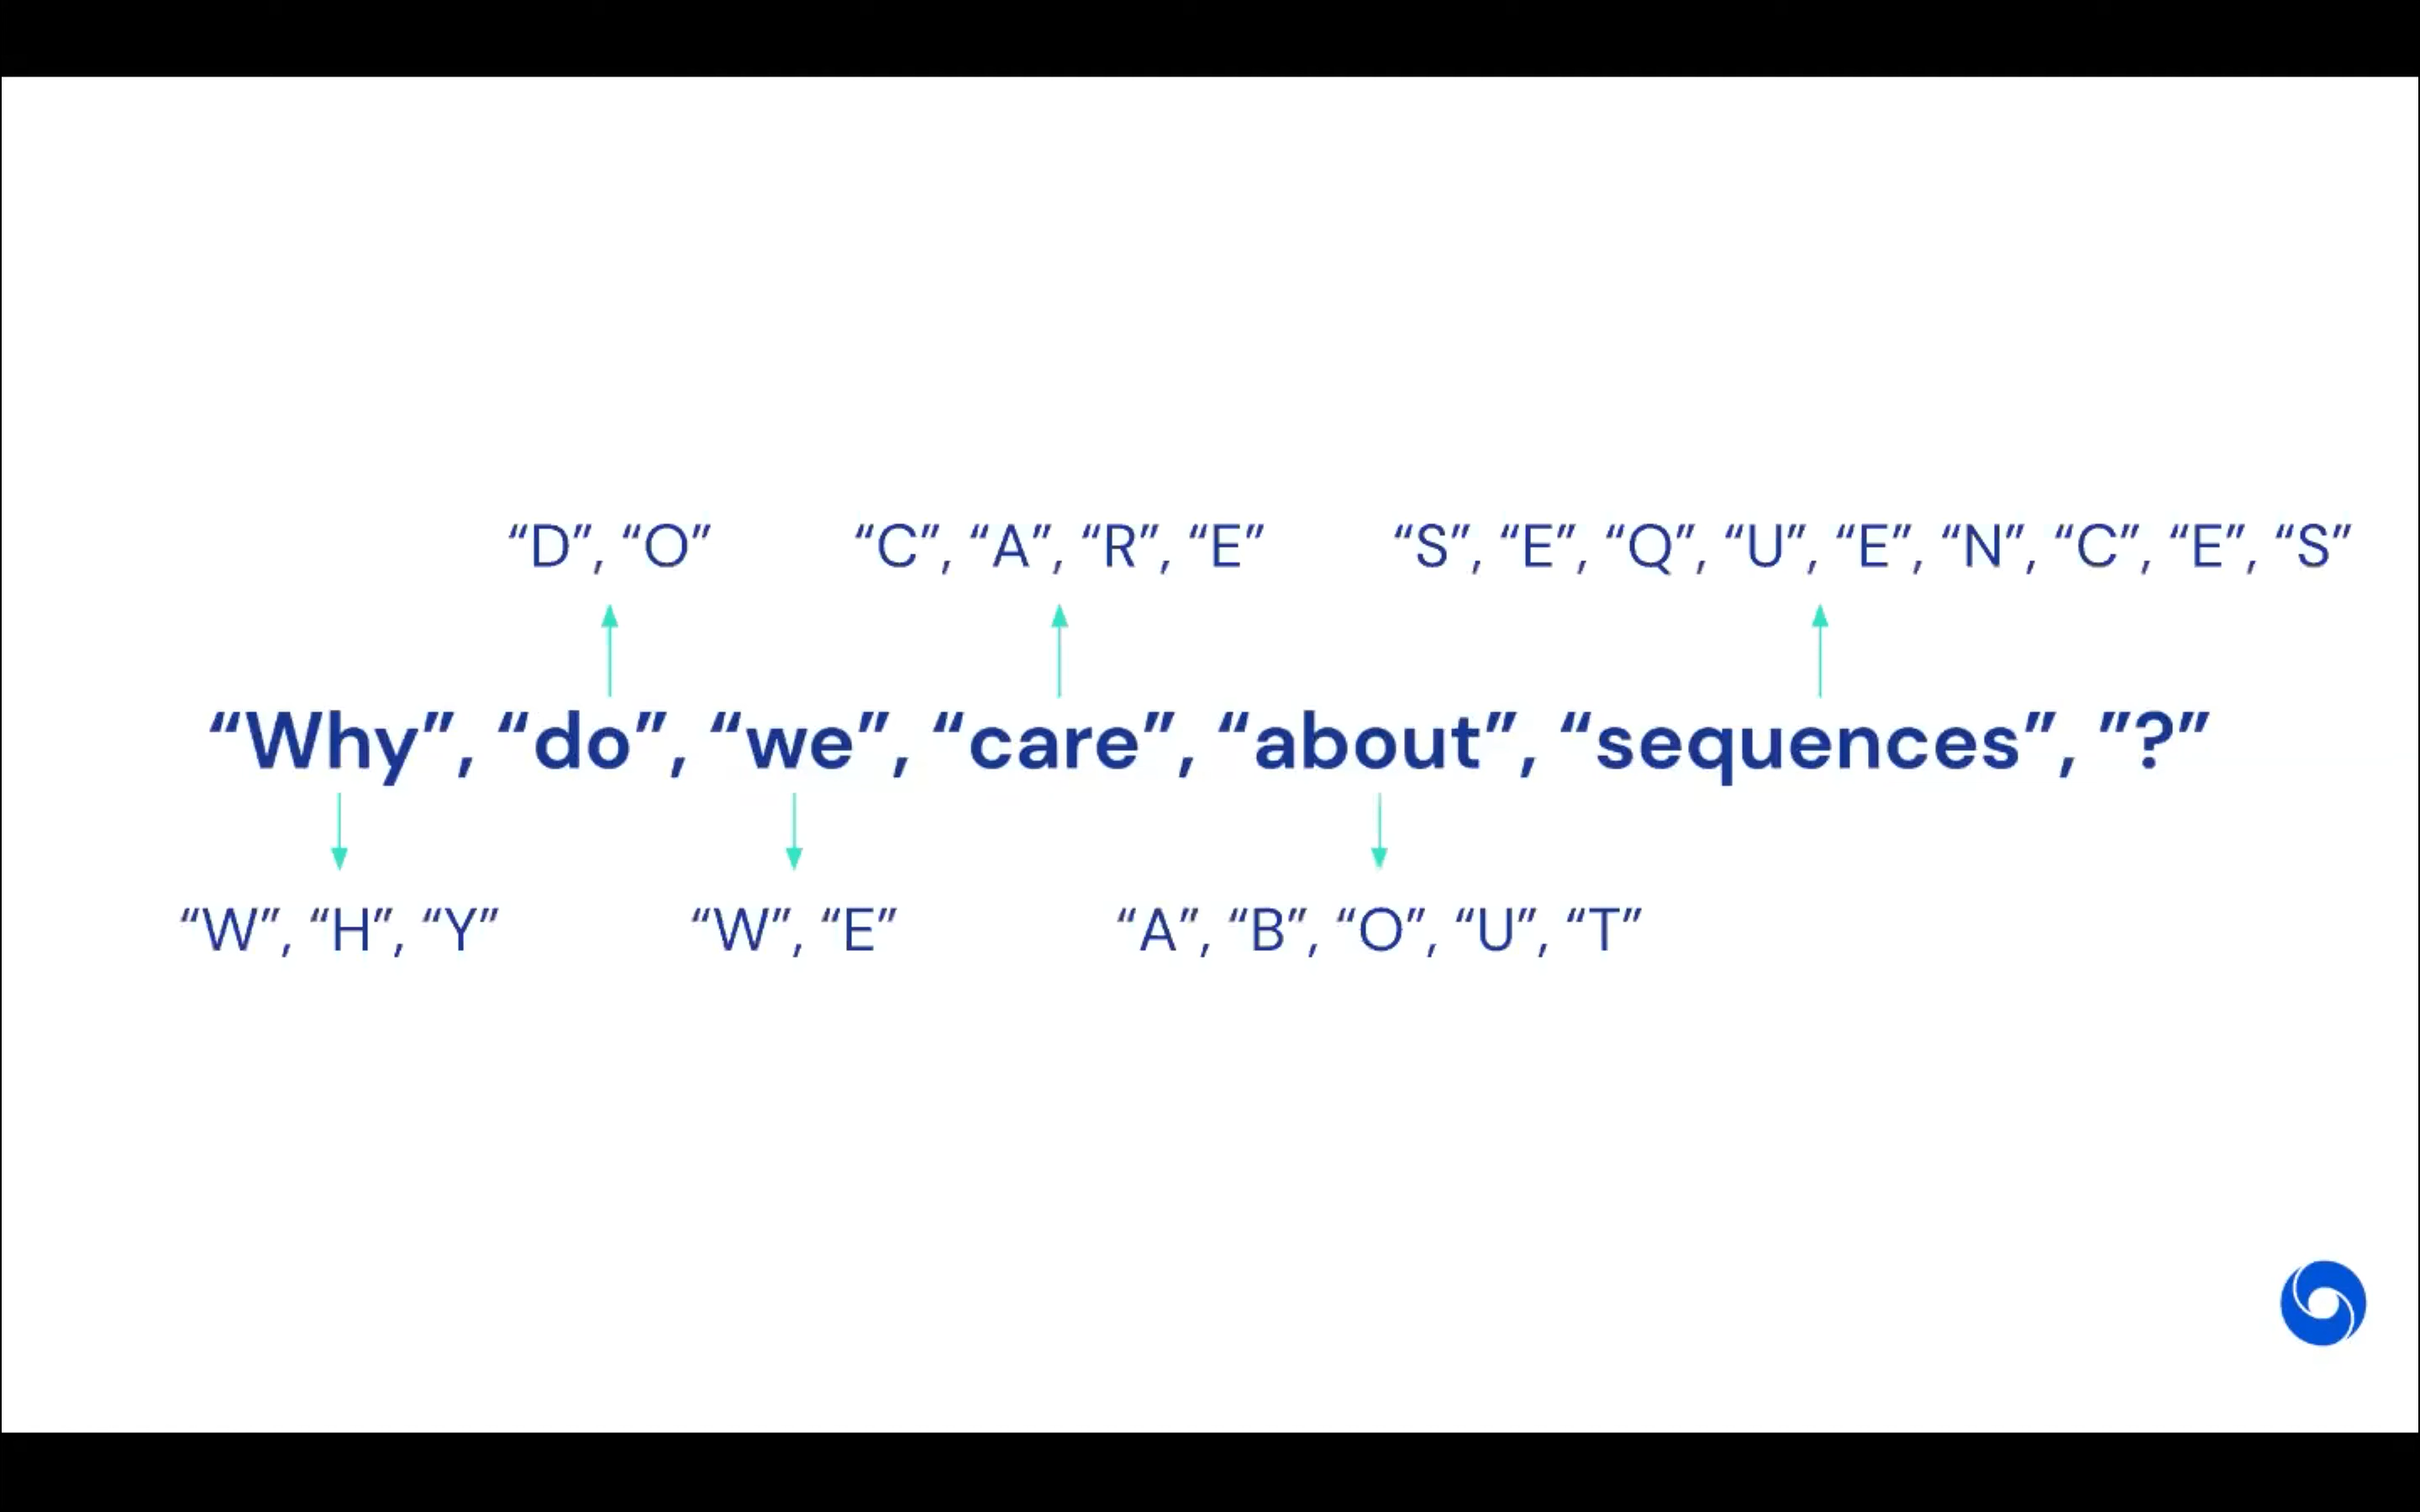 “D”, “O” “C”, “A”, “R”, “E” “S”, “E”, “Q”, “U”, “E”, “N”, “C”, “E”, “S”
“Why”, “do”, “we”, “care”, “about”, “sequences”, ”?”
“W”, “H”, “Y” “W”, “E” “A”, “B”, “O”, “U”, “T”